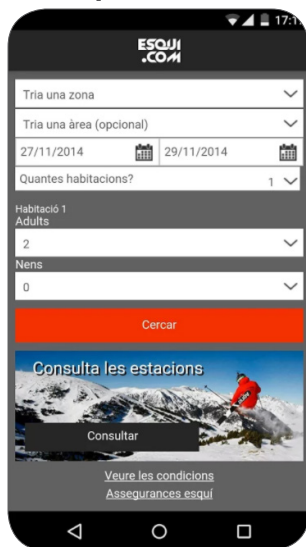 17:1
ESQUI
.COM
Tria una zona
Tria una àrea (opcional)
27/11/2014
29/11/2014
Quantes habitacions?
1
Habitació 1
Adults
2
Nens
0
Cercar
Consulta les estacions
Consultar
Veure les condicions
Assegurances esquí